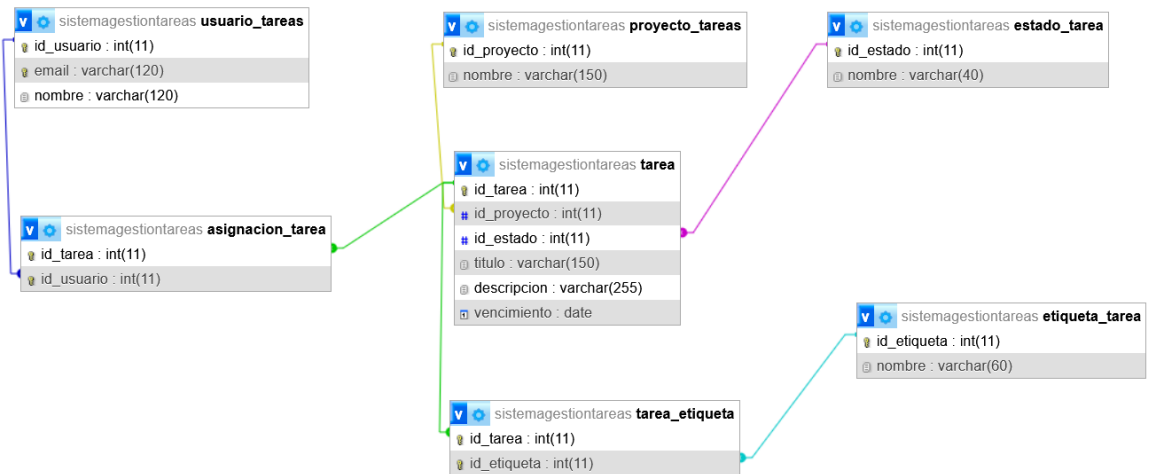 v sistemagestiontareas usuario_tareas
id_usuario : int(11)
email : varchar(120)
nombre : varchar(120)
v sistemagestiontareas proyecto_tareas
id_proyecto : int(11)
nombre : varchar(150)
v sistemagestiontareas estado_tarea
id_estado : int(11)
nombre : varchar(40)
v sistemagestiontareas tarea
id_tarea : int(11)
# id_proyecto : int(11)
# id_estado : int(11)
titulo : varchar(150)
descripcion : varchar(255)
vencimiento : date
v sistemagestiontareas asignacion_tarea
id_tarea : int(11)
id_usuario : int(11)
v sistemagestiontareas etiqueta_tarea
id_etiqueta : int(11)
nombre : varchar(60)
v sistemagestiontareas tarea_etiqueta
id_tarea : int(11)
id_etiqueta : int(11)